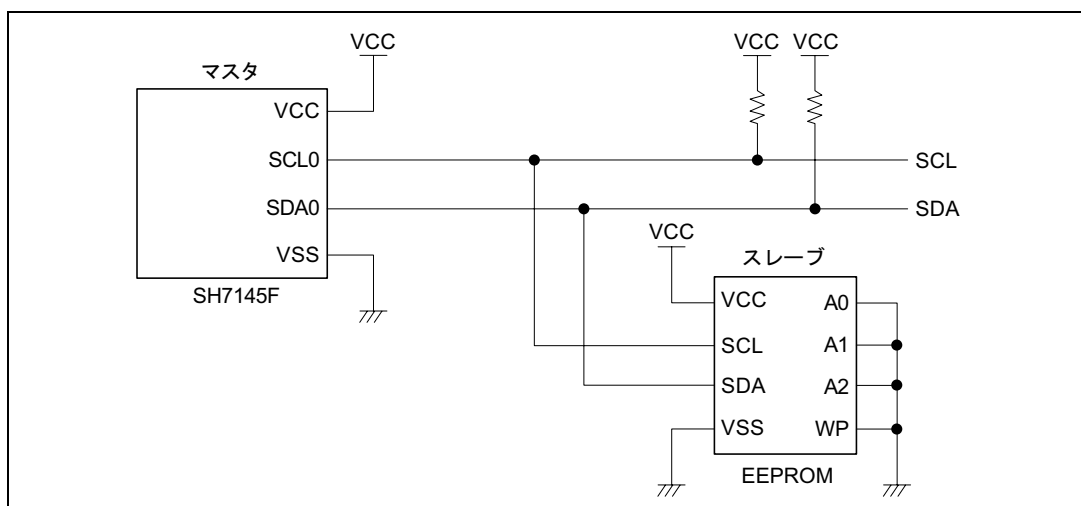 VCC
VCC
VCC
マスタ
VCC
SCL0
SCL
SDA0
SDA
VSS
SH7145F
VCC
スレーブ
VCC
A0
SCL
A1
SDA
A2
VSS
WP
EEPROM